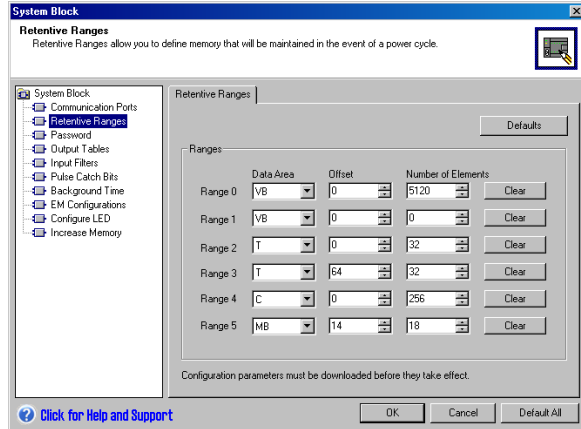 System Block
Retentive Ranges
Retentive Ranges allow you to define memory that will be maintained in the event of a power cycle.
System Block
Communication Ports
Retentive Ranges
Password
Output Tables
Input Filters
Pulse Catch Bits
Background Time
EM Configurations
Configure LED
Increase Memory
Retentive Ranges
Defaults
Ranges
Data Area Offset Number of Elements
Range 0 VB 0 5120 Clear
Range 1 VB 0 0 Clear
Range 2 T 0 32 Clear
Range 3 T 64 32 Clear
Range 4 C 0 256 Clear
Range 5 MB 14 18 Clear
Configuration parameters must be downloaded before they take effect.
Click for Help and Support OK Cancel Default All